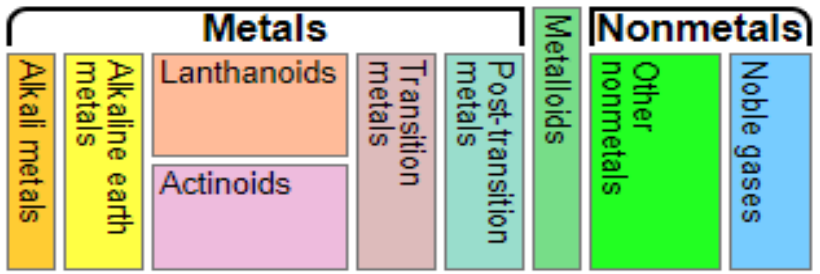 Metals
Nonmetals
Alkali metals
Alkaline earth
metals
Lanthanoids
Actinoids
Transition
metals
Post-transition
metals
Metalloids
Other
nonmetals
Noble gases